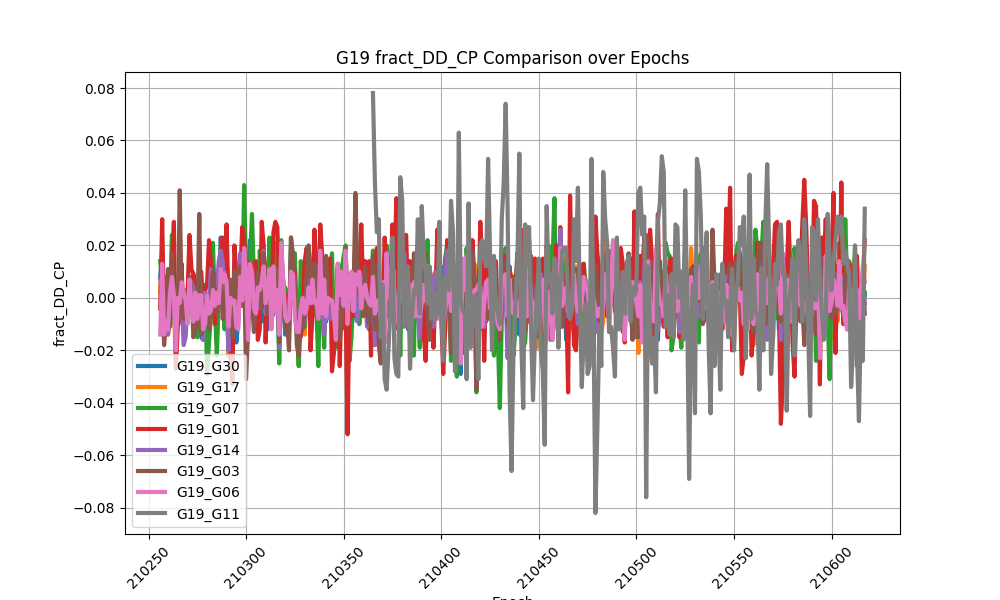 G19 fract_DD_CP Comparison over Epochs
fract_DD_CP
0.08
0.06
0.04
0.02
0.00
−0.02
−0.04
−0.06
−0.08
G19_G30
G19_G17
G19_G07
G19_G01
G19_G14
G19_G03
G19_G06
G19_G11
210250
210300
210350
210400
210450
210500
210550
210600
Epoch